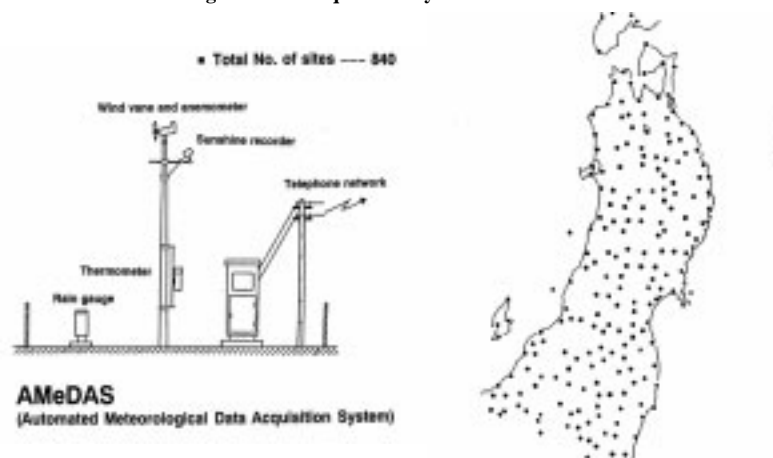 ▪ Total No. of sites --- 840
Wind vane and anemometer
Sunshine recorder
Telephone network
Thermometer
Rain gauge
AMeDAS
(Automated Meteorological Data Acquisition System)